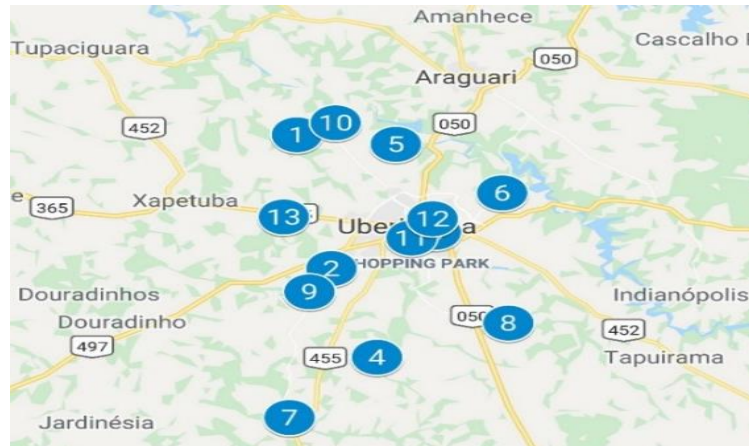 Amanhece
Tupaciguara
Cascalho
050
Araguari
452
10
050
1
5
6
Xapetuba
365
13
12
11
HOPPING PARK
2
Douradinhos
9
Indianópolis
Douradinho
050
8
452
497
455
4
Tapuirama
7
Jardinésia